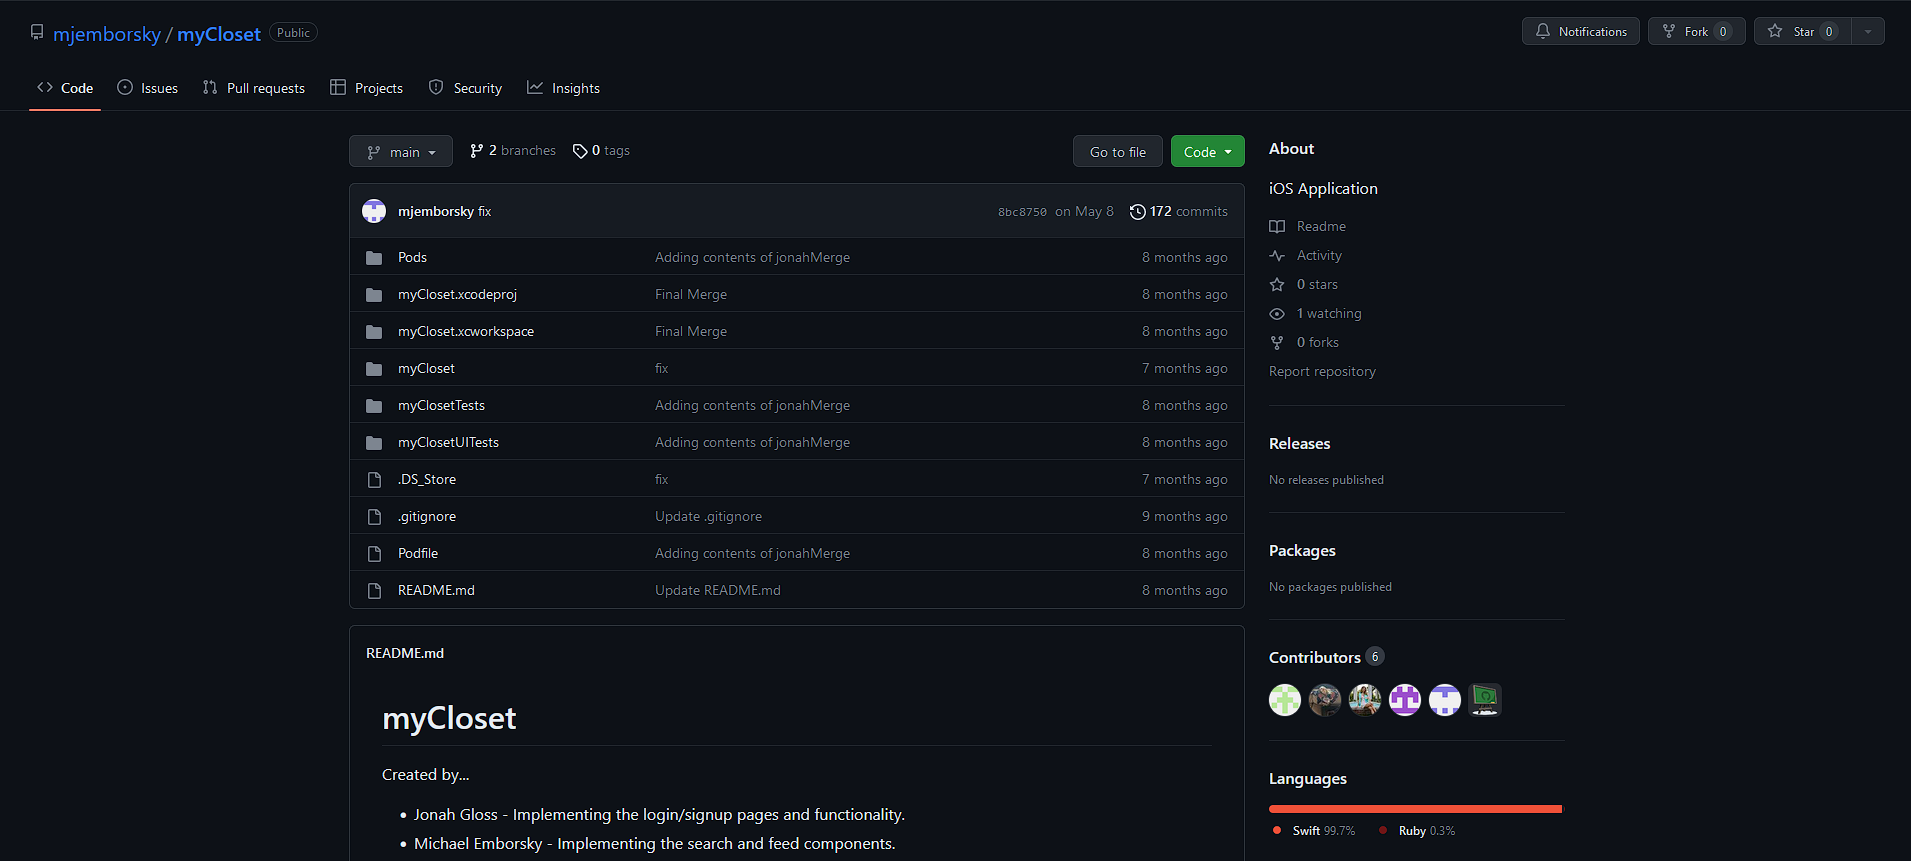 mjemborsky / myCloset Public
Notifications Fork 0 Star 0
Code Issues Pull requests Projects Security Insights
main 2 branches 0 tags Go to file Code
mjemborsky fix 8bc8750 on May 8 172 commits
Pods Adding contents of jonahMerge 8 months ago
myCloset.xcodeproj Final Merge 8 months ago
myCloset.xcworkspace Final Merge 8 months ago
myCloset fix 7 months ago
myClosetTests Adding contents of jonahMerge 8 months ago
myClosetUITests Adding contents of jonahMerge 8 months ago
.DS_Store fix 7 months ago
.gitignore Update .gitignore 9 months ago
Podfile Adding contents of jonahMerge 8 months ago
README.md Update README.md 8 months ago
README.md
myCloset
Created by...
• Jonah Gloss - Implementing the login/signup pages and functionality.
• Michael Emborsky - Implementing the search and feed components.
About
iOS Application
Readme
Activity
0 stars
1 watching
0 forks
Report repository
Releases
No releases published
Packages
No packages published
Contributors 6
Languages
Swift 99.7% Ruby 0.3%